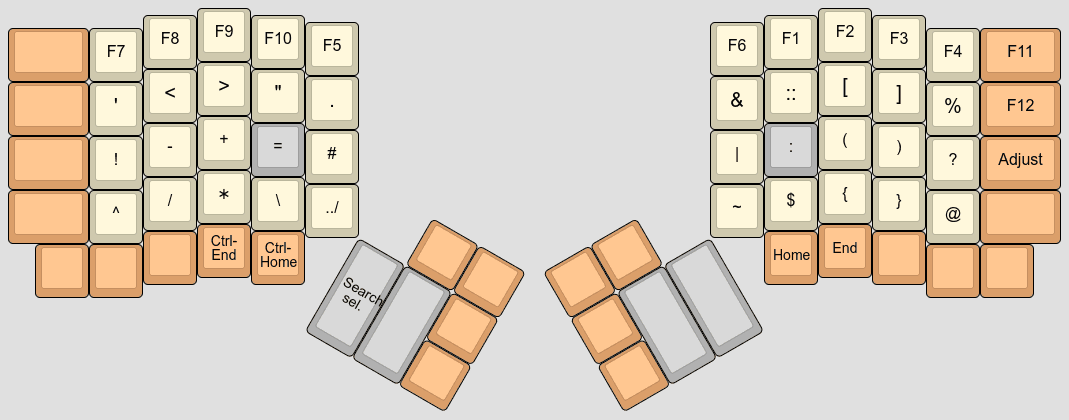 F7 F8 F9 F10 F5 F6 F1 F2 F3 F4 F11
' < > " . & :: [ ] % F12
! - + = # | : ( ) ? Adjust
^ / * \ ../ ~ $ { } @
Ctrl-
End
Ctrl-
Home
Home
End
Search
sel.